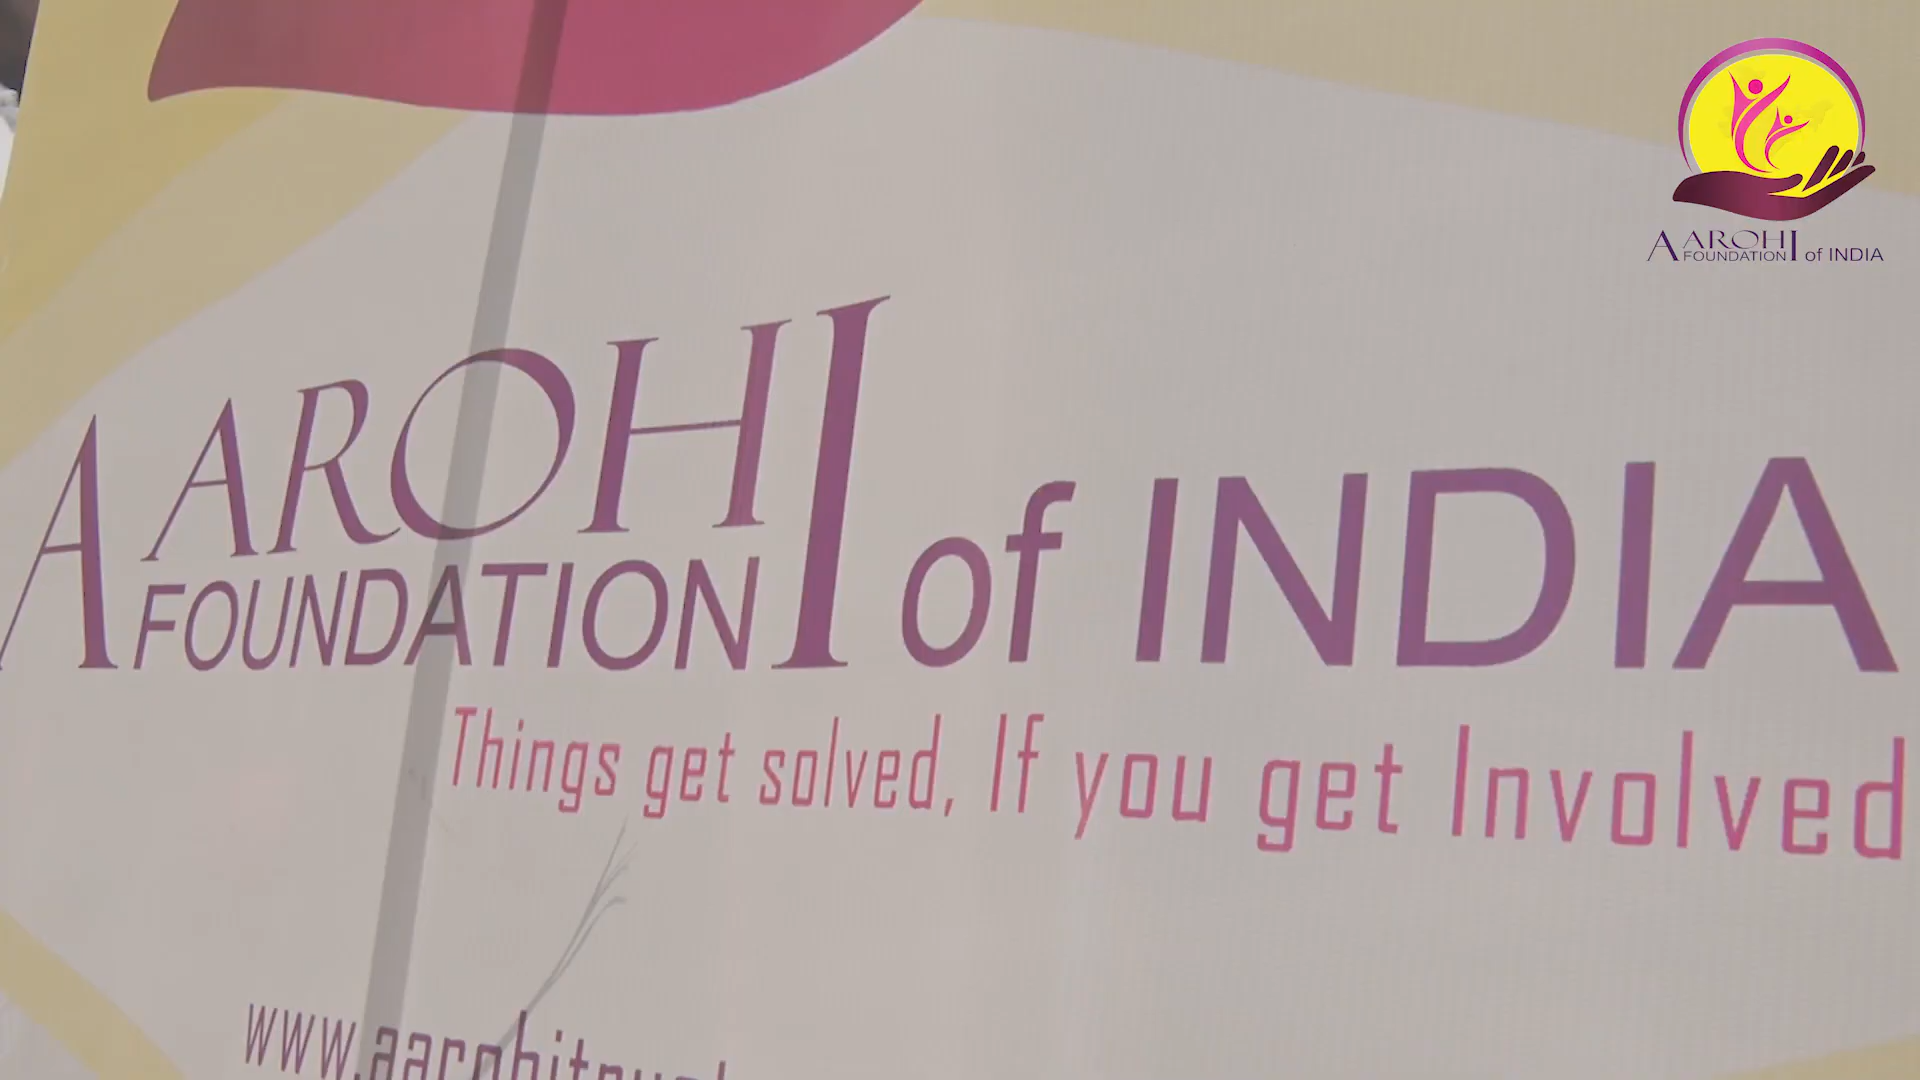 AAROHI
FOUNDATION of INDIA
AAROHI
FOUNDATION of INDIA
Things get solved, If you get Involved